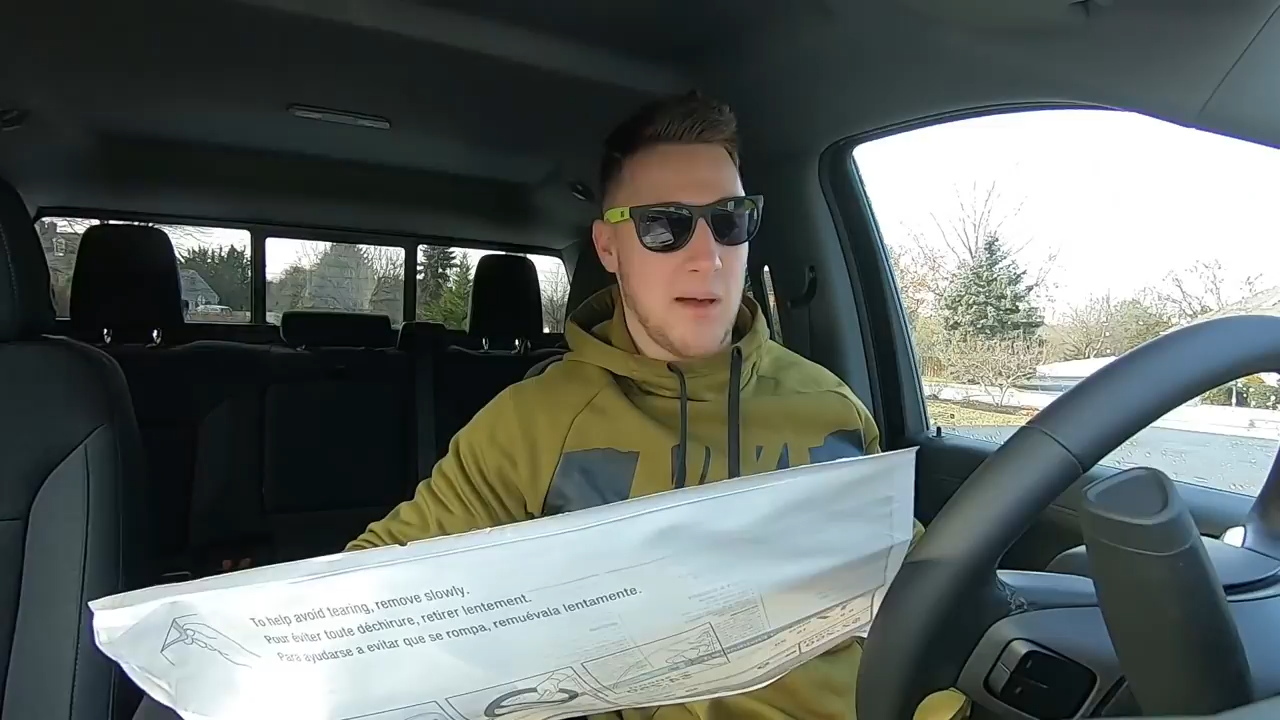 To help avoid tearing, remove slowly.
Pour éviter toute déchirure, retirer lentement.
Para ayudarse a evitar que se rompa, remuévala lentamente.